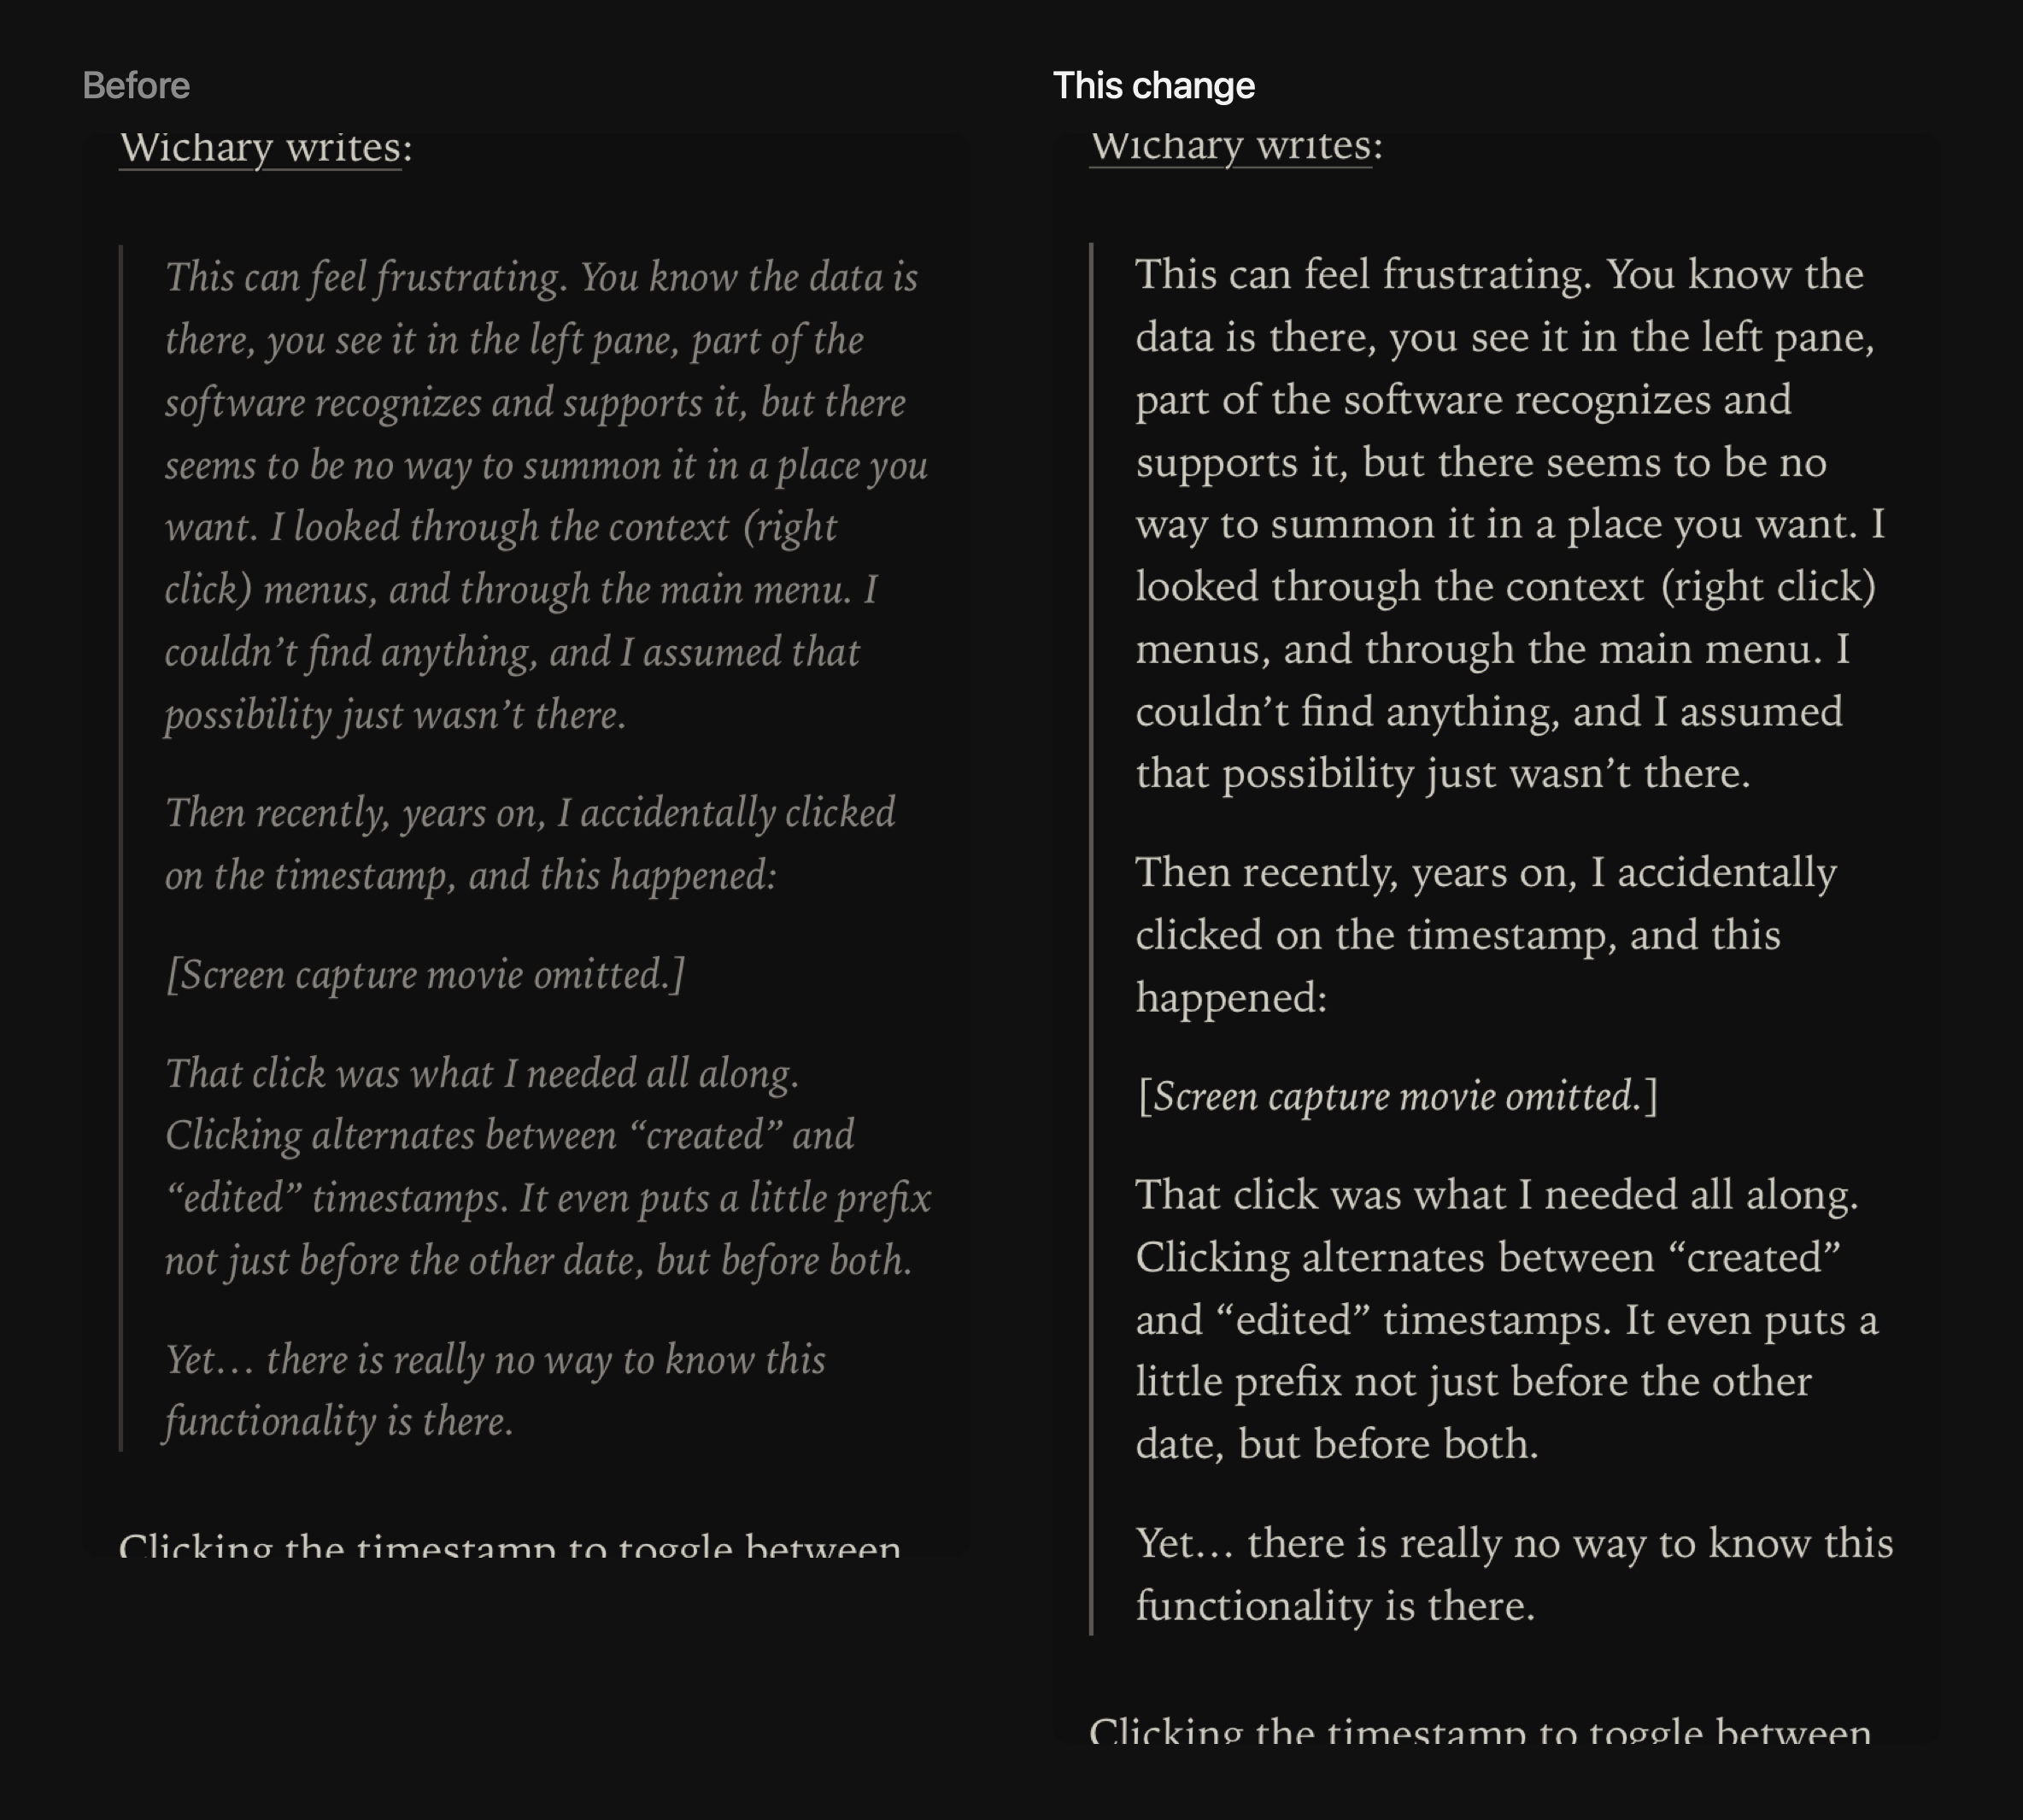 Before
Wichary writes:
This can feel frustrating. You know the data is
there, you see it in the left pane, part of the
software recognizes and supports it, but there
seems to be no way to summon it in a place you
want. I looked through the context (right
click) menus, and through the main menu. I
couldn’t find anything, and I assumed that
possibility just wasn’t there.
Then recently, years on, I accidentally clicked
on the timestamp, and this happened:
[Screen capture movie omitted.]
That click was what I needed all along.
Clicking alternates between “created” and
“edited” timestamps. It even puts a little prefix
not just before the other date, but before both.
Yet… there is really no way to know this
functionality is there.
Clicking the timestamp to toggle between
This change
Wichary writes:
This can feel frustrating. You know the
data is there, you see it in the left pane,
part of the software recognizes and
supports it, but there seems to be no
way to summon it in a place you want. I
looked through the context (right click)
menus, and through the main menu. I
couldn’t find anything, and I assumed
that possibility just wasn’t there.
Then recently, years on, I accidentally
clicked on the timestamp, and this
happened:
[Screen capture movie omitted.]
That click was what I needed all along.
Clicking alternates between “created”
and “edited” timestamps. It even puts a
little prefix not just before the other
date, but before both.
Yet… there is really no way to know this
functionality is there.
Clicking the timestamp to toggle between